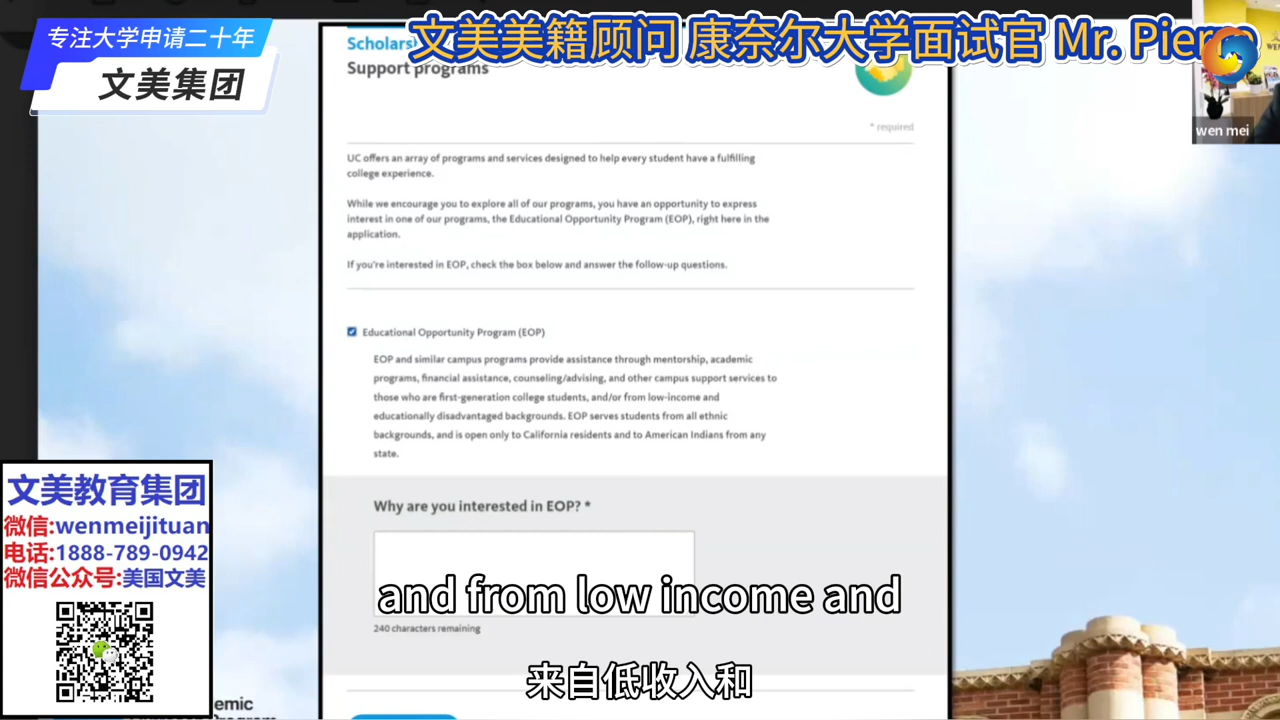 专注大学申请二十年
文美集团
文美美籍顾问 康奈尔大学面试官 Mr. Pierre
wen mei
Support programs
* required
UC offers an array of programs and services designed to help every student have a fulfilling
college experience.
While we encourage you to explore all of our programs, you have an opportunity to express
interest in one of our programs, the Educational Opportunity Program (EOP), right here in the
application.
If you're interested in EOP, check the box below and answer the follow-up questions.
Educational Opportunity Program (EOP)
EOP and similar campus programs provide assistance through mentorship, academic
programs, financial assistance, counseling/advising, and other campus support services to
those who are first-generation college students, and/or from low-income and
educationally disadvantaged backgrounds. EOP serves students from all ethnic
backgrounds, and is open only to California residents and to American Indians from any
state.
Why are you interested in EOP? *
240 characters remaining
and from low income and
来自低收入和
文美教育集团
微信:wenmeijituan
电话:1888-789-0942
微信公众号:美国文美